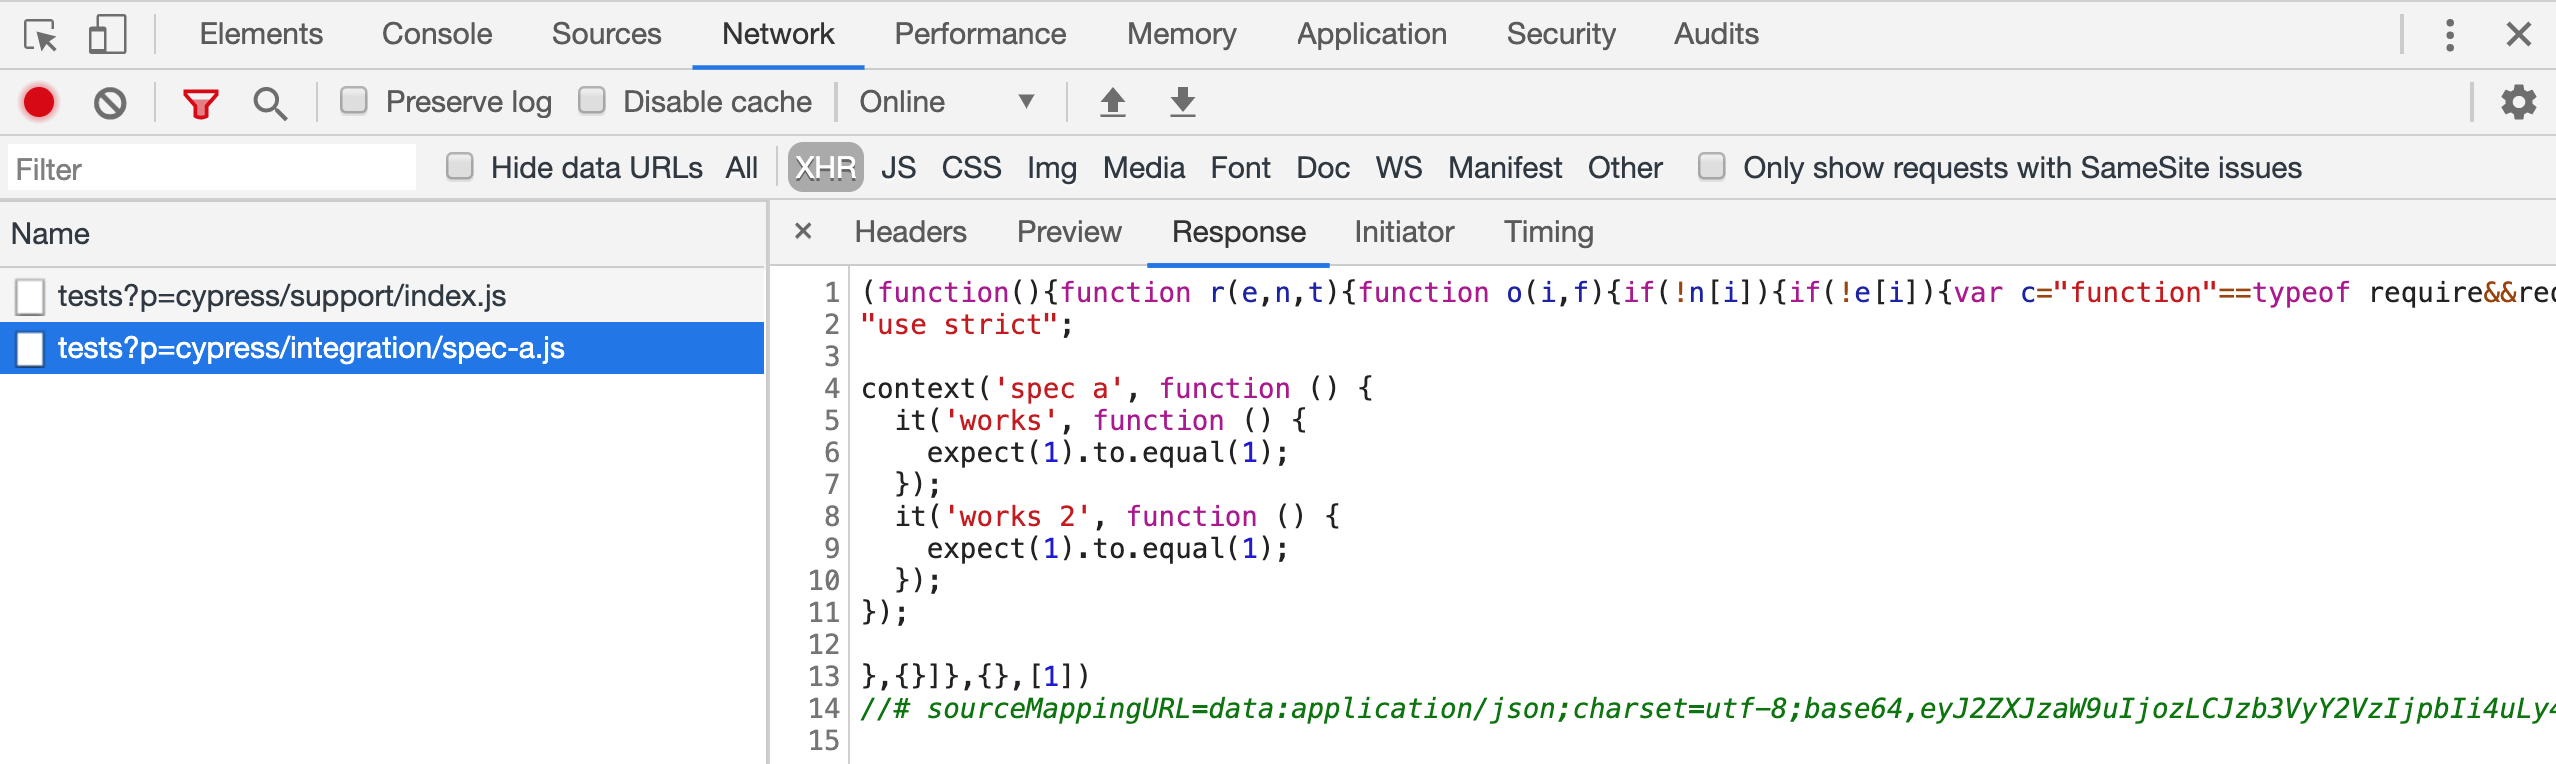 Elements Console Sources Network Performance Memory Application Security Audits
Preserve log Disable cache Online
Filter Hide data URLs All XHR JS CSS Img Media Font Doc WS Manifest Other Only show requests with SameSite issues
Name
tests?p=cypress/support/index.js
tests?p=cypress/integration/spec-a.js
× Headers Preview Response Initiator Timing
1 (function(){function r(e,n,t){function o(i,f){if(!n[i]){if(!e[i]){var c="function"==typeof require&&req
2 "use strict";
3
4 context('spec a', function () {
5   it('works', function () {
6     expect(1).to.equal(1);
7   });
8   it('works 2', function () {
9     expect(1).to.equal(1);
10   });
11 });
12
13 },{}]},{},[1])
14 //# sourceMappingURL=data:application/json;charset=utf-8;base64,eyJ2ZXJzaW9uIjozLCJzb3VyY2VzIjpbIi4uLy4
15